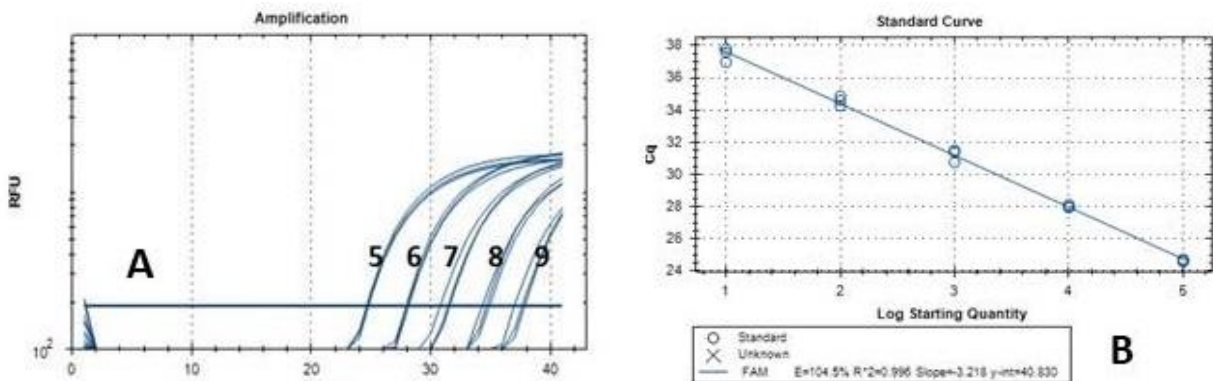 Amplification
RFU
10²
A
5 6 7 8 9
0 10 20 30 40
Standard Curve
Cq
38
36
34
32
30
28
26
24
1 2 3 4 5
Log Starting Quantity
Standard
Unknown
FAM E=104.5% R^2=0.996 Slope=-3.218 y-int=40.830
B